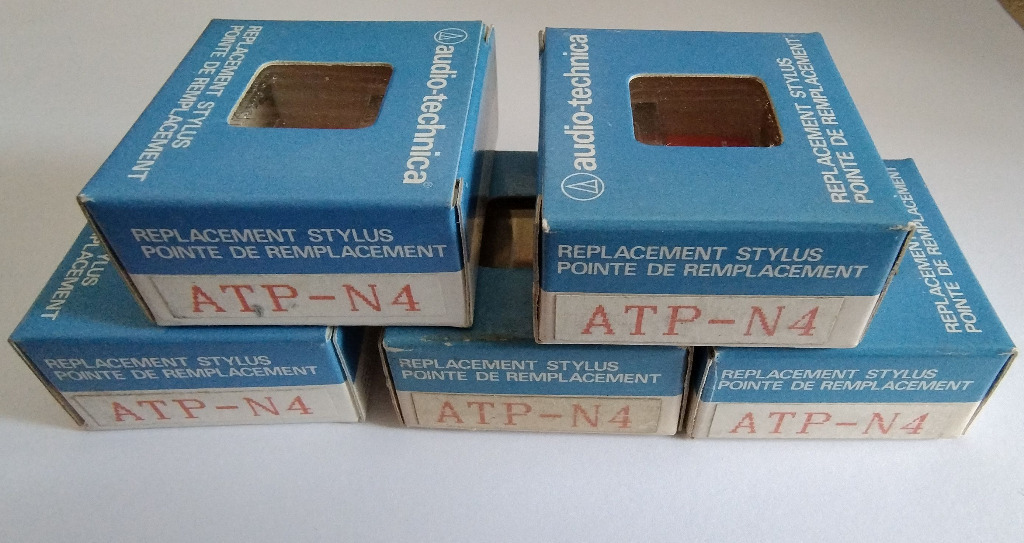 audio-technica
REPLACEMENT STYLUS
POINTE DE REMPLACEMENT
REPLACEMENT STYLUS
POINTE DE REMPLACEMENT
ATP-N4
audio-technica
REPLACEMENT STYLUS
POINTE DE REMPLACEMENT
REPLACEMENT STYLUS
POINTE DE REMPLACEMENT
ATP-N4
STYLUS
REPLACEMENT STYLUS
POINTE DE REMPLACEMENT
ATP-N4
REPLACEMENT STYLUS
POINTE DE REMPLACEMENT
ATP-N4
REPLACEMENT
POINTE DE REMPLACEMENT
REPLACEMENT STYLUS
POINTE DE REMPLACEMENT
ATP-N4